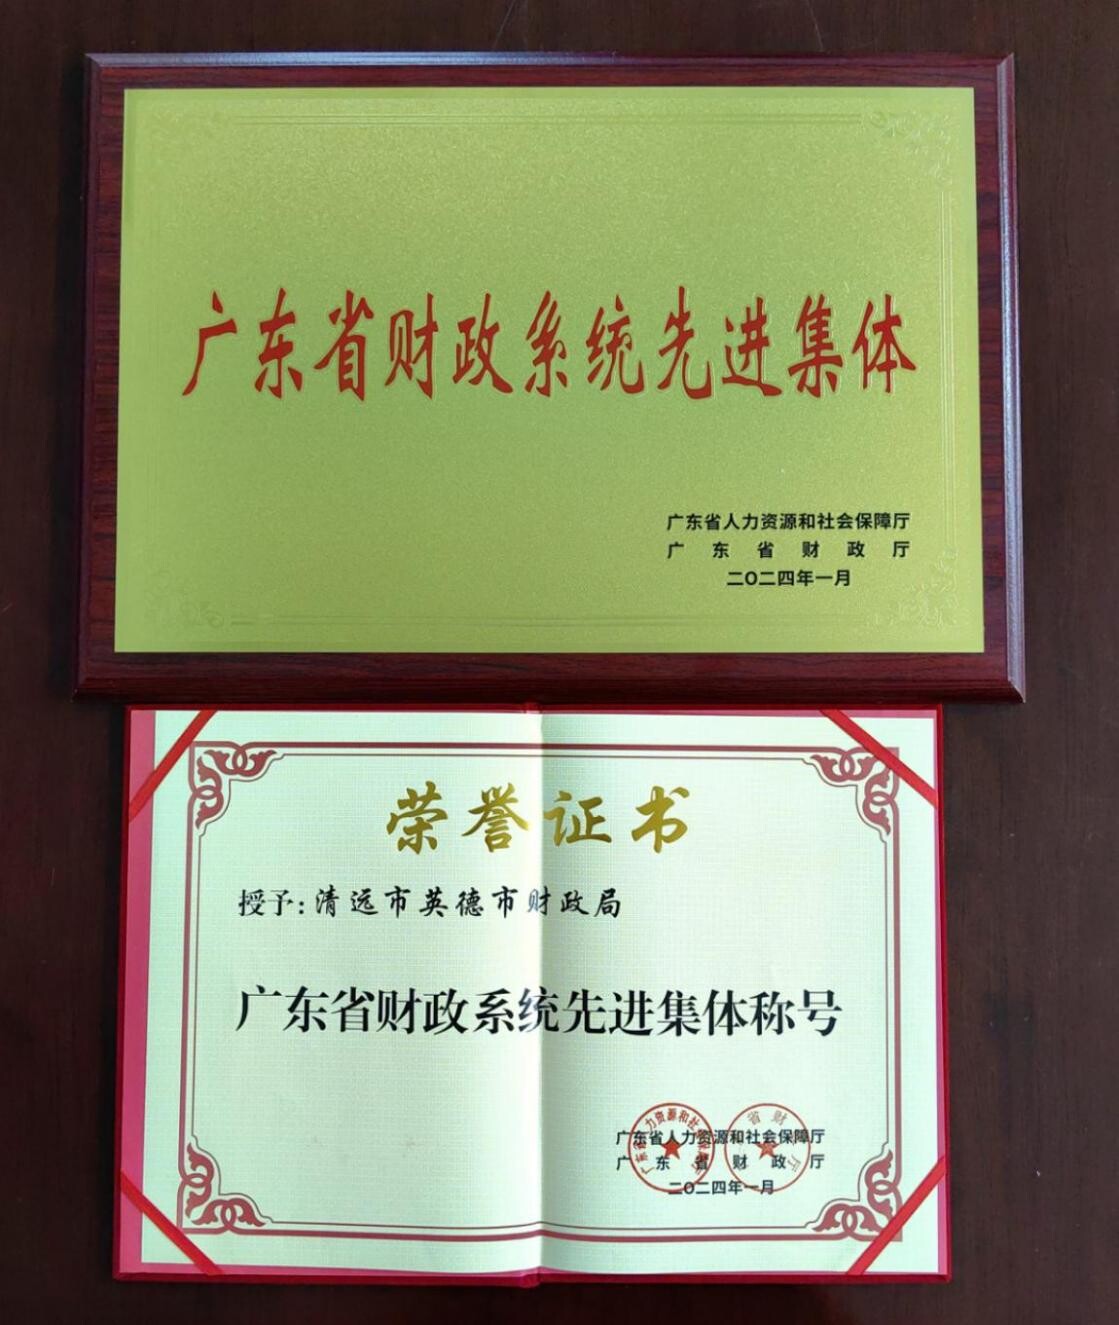 广东省财政系统先进集体
广东省人力资源和社会保障厅
广东省财政厅
二〇二四年一月
荣誉证书
授予:清远市英德市财政局
广东省财政系统先进集体称号
广东省人力资源和社会保障厅
广东省财政厅
二〇二四年一月